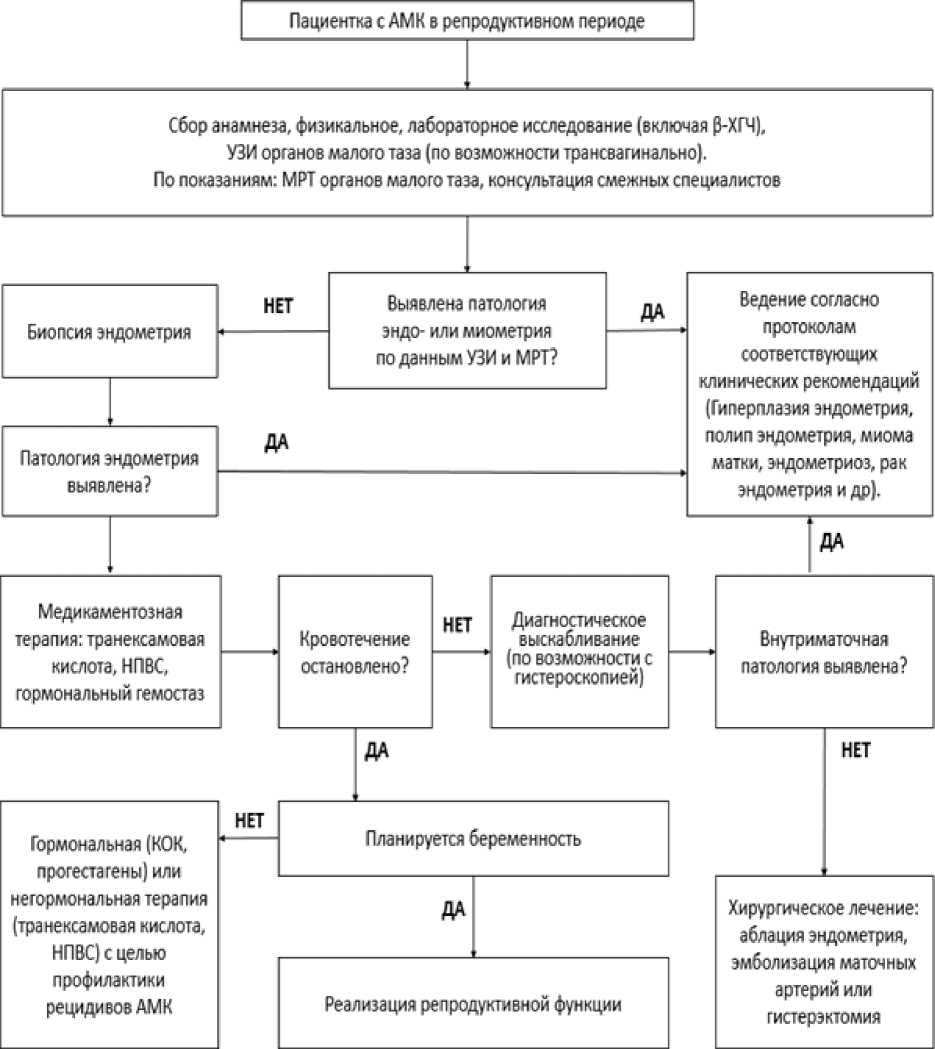 Пациентка с АМК в репродуктивном периоде
Сбор анамнеза, физикальное, лабораторное исследование (включая β-ХГЧ),
УЗИ органов малого таза (по возможности трансвагинально).
По показаниям: МРТ органов малого таза, консультация смежных специалистов
Биопсия эндометрия
НЕТ
Выявлена патология
эндо- или миометрия
по данным УЗИ и МРТ?
ДА
Ведение согласно
протоколам
соответствующих
клинических рекомендаций
(Гиперплазия эндометрия,
полип эндометрия, миома
матки, эндометриоз, рак
эндометрия и др).
Патология эндометрия
выявлена?
ДА
ДА
Медикаментозная
терапия: транексамовая
кислота, НПВС,
гормональный гемостаз
Кровотечение
остановлено?
НЕТ
Диагностическое
выскабливание
(по возможности с
гистероскопией)
Внутриматочная
патология выявлена?
ДА
НЕТ
Гормональная (КОК,
прогестагены) или
негормональная терапия
(транексамовая кислота,
НПВС) с целью
профилактики
рецидивов АМК
НЕТ
Планируется беременность
ДА
Реализация репродуктивной функции
Хирургическое лечение:
аблация эндометрия,
эмболизация маточных
артерий или
гистерэктомия